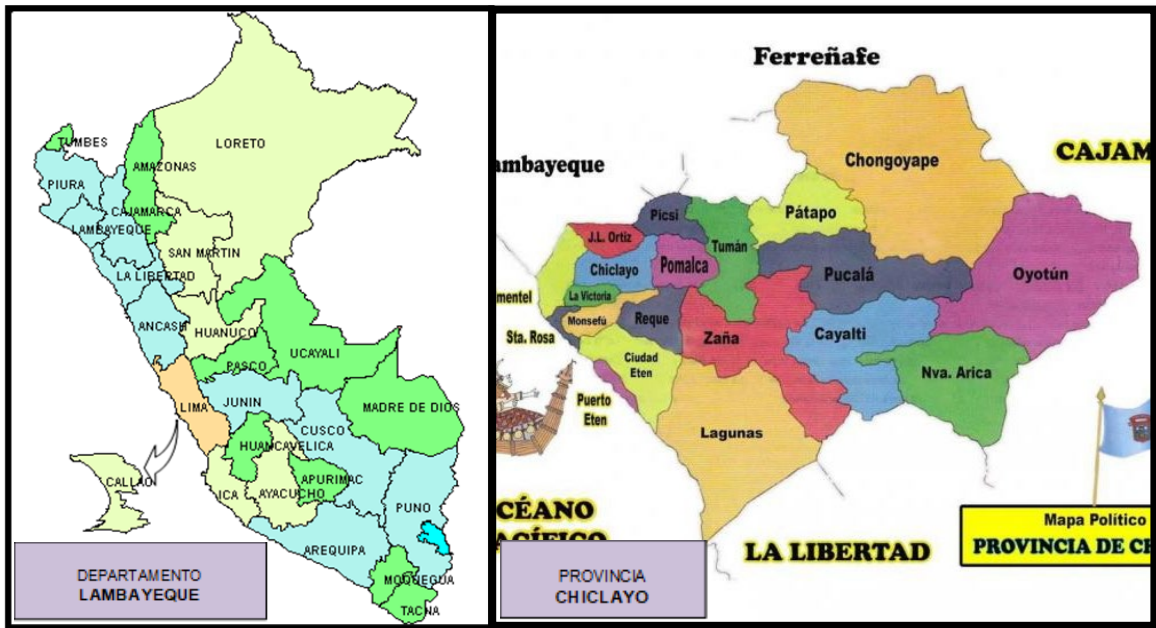 TUMBES
AMAZONAS
LORETO
PIURA
CAJAMARCA
LAMBAYEQUE
SAN MARTIN
LA LIBERTAD
ANCASH
HUANUCO
UCAYALI
PASCO
LIMA
JUNIN
MADRE DE DIOS
CUSCO
HUANCAVELICA
CALLAO
APURIMAC
ICA
AYACUCHO
PUNO
AREQUIPA
MOQUEGUA
TACNA
DEPARTAMENTO
LAMBAYEQUE
Ferreñafe
ambayeque
CAJAM
Chongoyape
Picsi
Pátapo
J.L. Ortiz
Tumán
Chiclayo
Pomalca
Pucalá
Oyotún
mentel
La Victoria
Monsefú
Reque
Sta. Rosa
Zaña
Cayalti
Ciudad
Eten
Nva. Arica
Puerto
Eten
Lagunas
CÉANO
ACÍFICO
LA LIBERTAD
Mapa Político
PROVINCIA DE CH
PROVINCIA
CHICLAYO